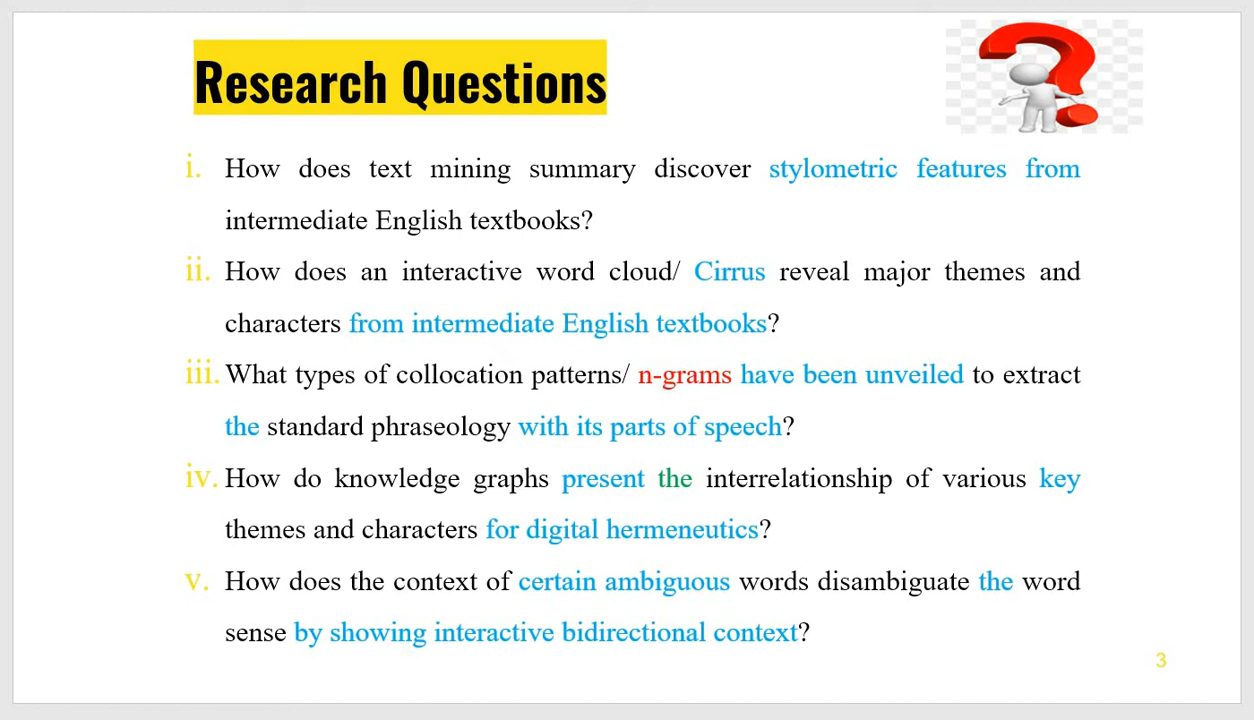 Research Questions
i. How does text mining summary discover stylometric features from
intermediate English textbooks?
ii. How does an interactive word cloud/ Cirrus reveal major themes and
characters from intermediate English textbooks?
iii. What types of collocation patterns/ n-grams have been unveiled to extract
the standard phraseology with its parts of speech?
iv. How do knowledge graphs present the interrelationship of various key
themes and characters for digital hermeneutics?
v. How does the context of certain ambiguous words disambiguate the word
sense by showing interactive bidirectional context?
3